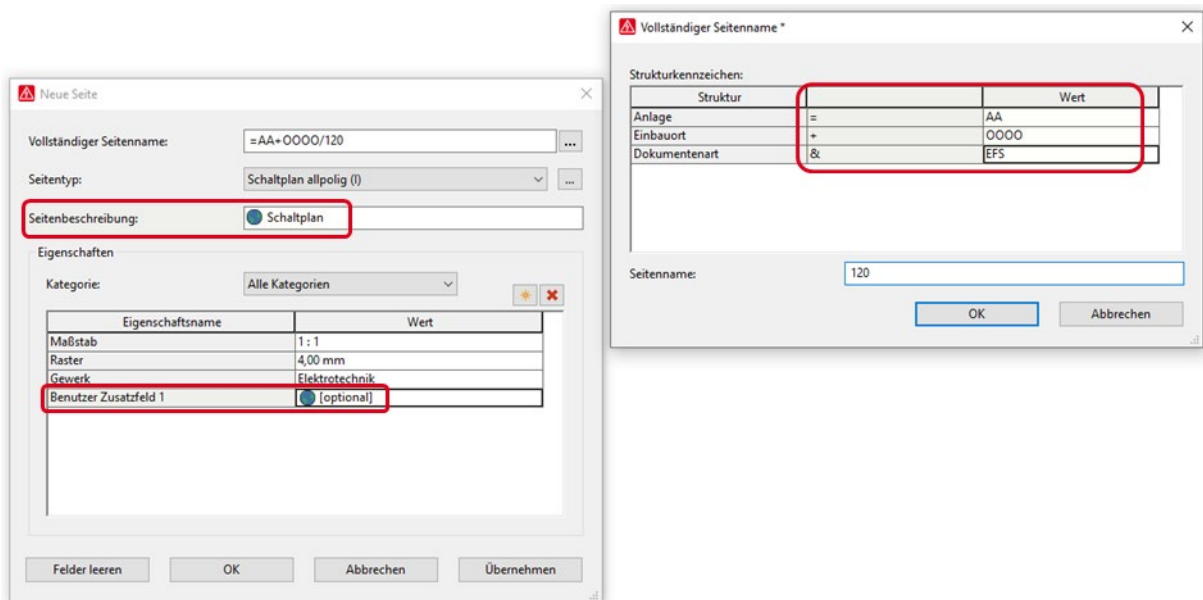 Neue Seite
Vollständiger Seitenname: =AA+OOOO/120 ...
Seitentyp: Schaltplan allpolig (I) ...
Seitenbeschreibung: Schaltplan
Eigenschaften
Kategorie: Alle Kategorien
Eigenschaftsname Wert
Maßstab 1 : 1
Raster 4,00 mm
Gewerk Elektrotechnik
Benutzer Zusatzfeld 1 [optional]
Felder leeren OK Abbrechen Übernehmen
Vollständiger Seitenname *
Strukturkennzeichen:
Struktur Wert
Anlage = AA
Einbauort + OOOO
Dokumentenart & EFS
Seitenname: 120
OK Abbrechen